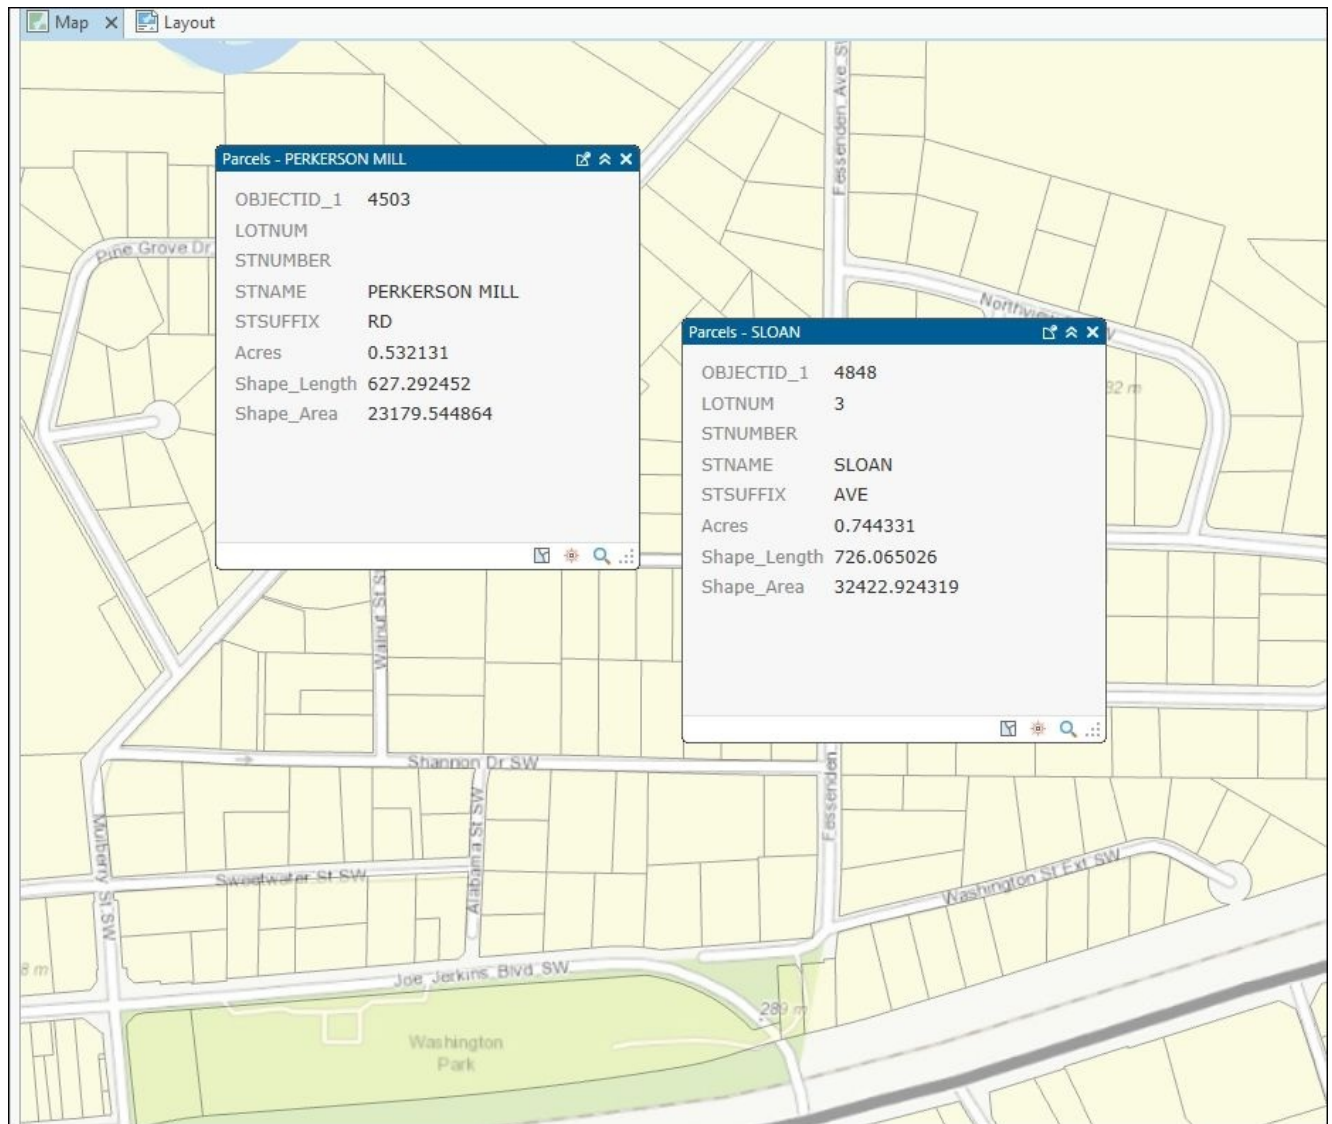 Map
Layout
Fessenden Ave SW
Parcels - PERKERSON MILL
OBJECTID_1 4503
LOTNUM
STNUMBER
STNAME PERKERSON MILL
STSUFFIX RD
Acres 0.532131
Shape_Length 627.292452
Shape_Area 23179.544864
Pine Grove Dr
Parcels - SLOAN
OBJECTID_1 4848
LOTNUM 3
STNUMBER
STNAME SLOAN
STSUFFIX AVE
Acres 0.744331
Shape_Length 726.065026
Shape_Area 32422.924319
Walnut St S
Shannon Dr SW
Fessenden
Mulberry St SW
Alabama St SW
Sweetwater St SW
Washington St Ext SW
8 m
Joe Jerkins Blvd SW
289 m
Washington
Park